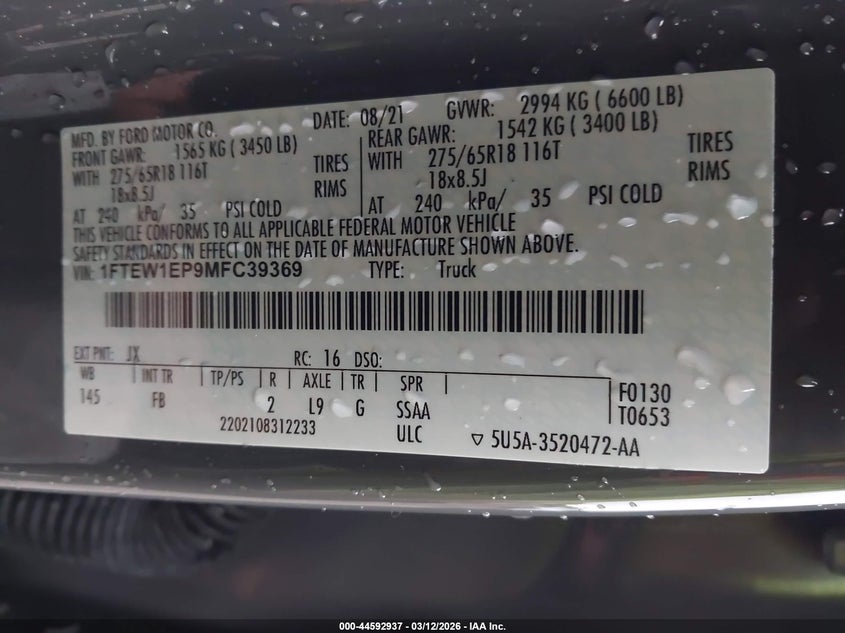 MFD. BY FORD MOTOR CO. DATE: 08/21 GVWR: 2994 KG ( 6600 LB)
FRONT GAWR: 1565 KG ( 3450 LB) REAR GAWR: 1542 KG ( 3400 LB)
WITH 275/65R18 116T TIRES WITH 275/65R18 116T TIRES
18x8.5J RIMS 18x8.5J RIMS
AT 240 kPa/ 35 PSI COLD AT 240 kPa/ 35 PSI COLD
THIS VEHICLE CONFORMS TO ALL APPLICABLE FEDERAL MOTOR VEHICLE
SAFETY STANDARDS IN EFFECT ON THE DATE OF MANUFACTURE SHOWN ABOVE.
VIN: 1FTEW1EP9MFC39369 TYPE: Truck
EXT PNT: JX RC: 16 DSO:
WB INT TR TP/PS R AXLE TR SPR
145 FB 2 L9 G SSAA F0130
2202108312233 ULC T0653
5U5A-3520472-AA
000-44592937 - 03/12/2026 - IAA Inc.